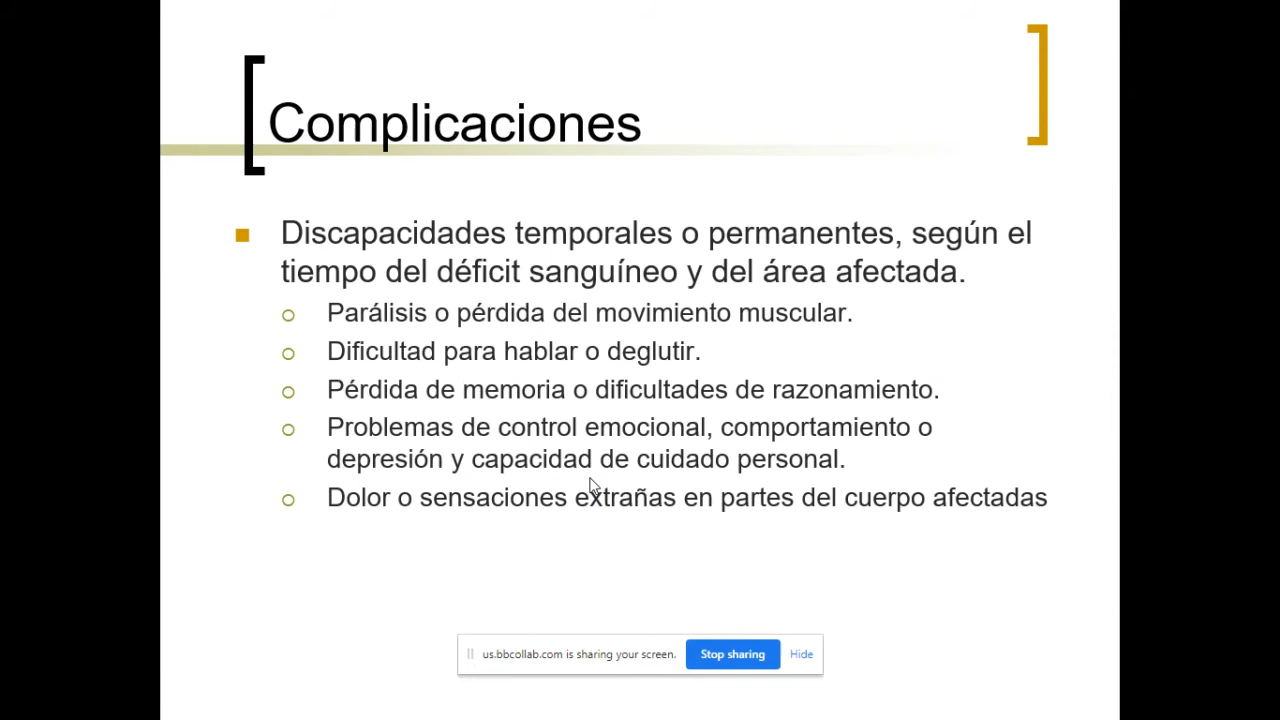 Complicaciones
Discapacidades temporales o permanentes, según el
tiempo del déficit sanguíneo y del área afectada.
Parálisis o pérdida del movimiento muscular.
Dificultad para hablar o deglutir.
Pérdida de memoria o dificultades de razonamiento.
Problemas de control emocional, comportamiento o
depresión y capacidad de cuidado personal.
Dolor o sensaciones extrañas en partes del cuerpo afectadas
us.bbcollab.com is sharing your screen. Stop sharing Hide